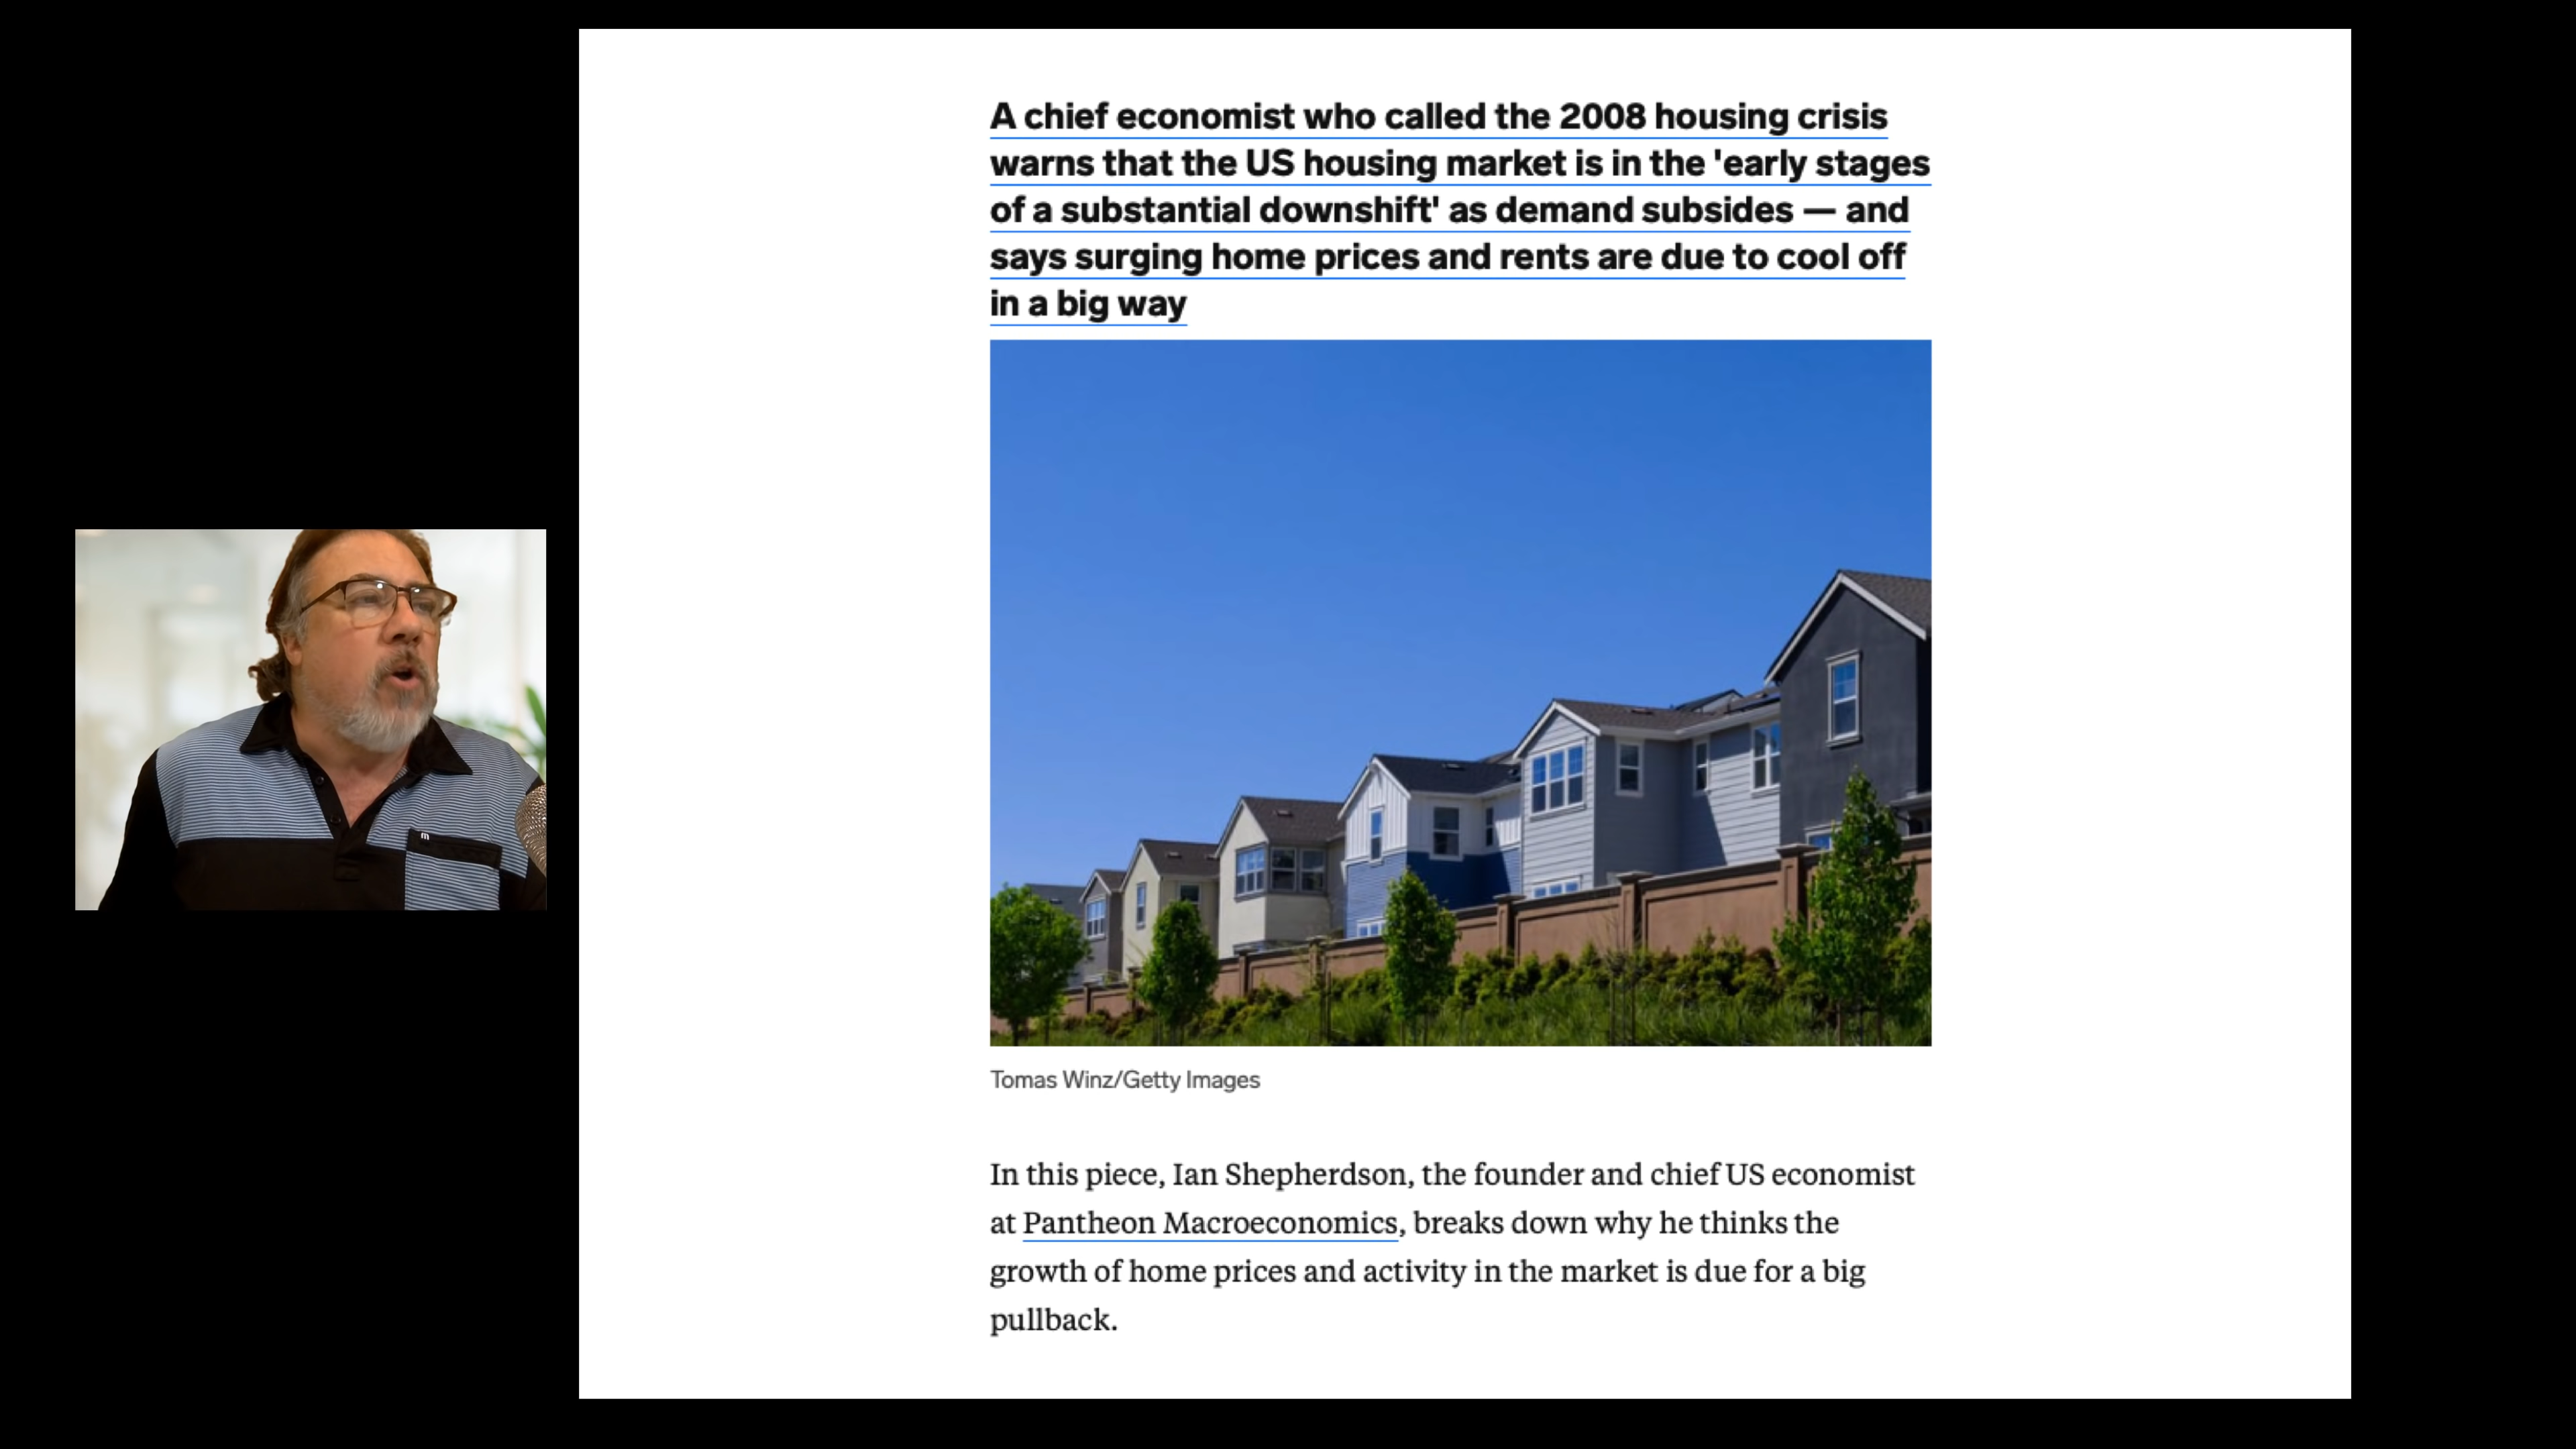 A chief economist who called the 2008 housing crisis
warns that the US housing market is in the 'early stages
of a substantial downshift' as demand subsides — and
says surging home prices and rents are due to cool off
in a big way
Tomas Winz/Getty Images
In this piece, Ian Shepherdson, the founder and chief US economist
at Pantheon Macroeconomics, breaks down why he thinks the
growth of home prices and activity in the market is due for a big
pullback.